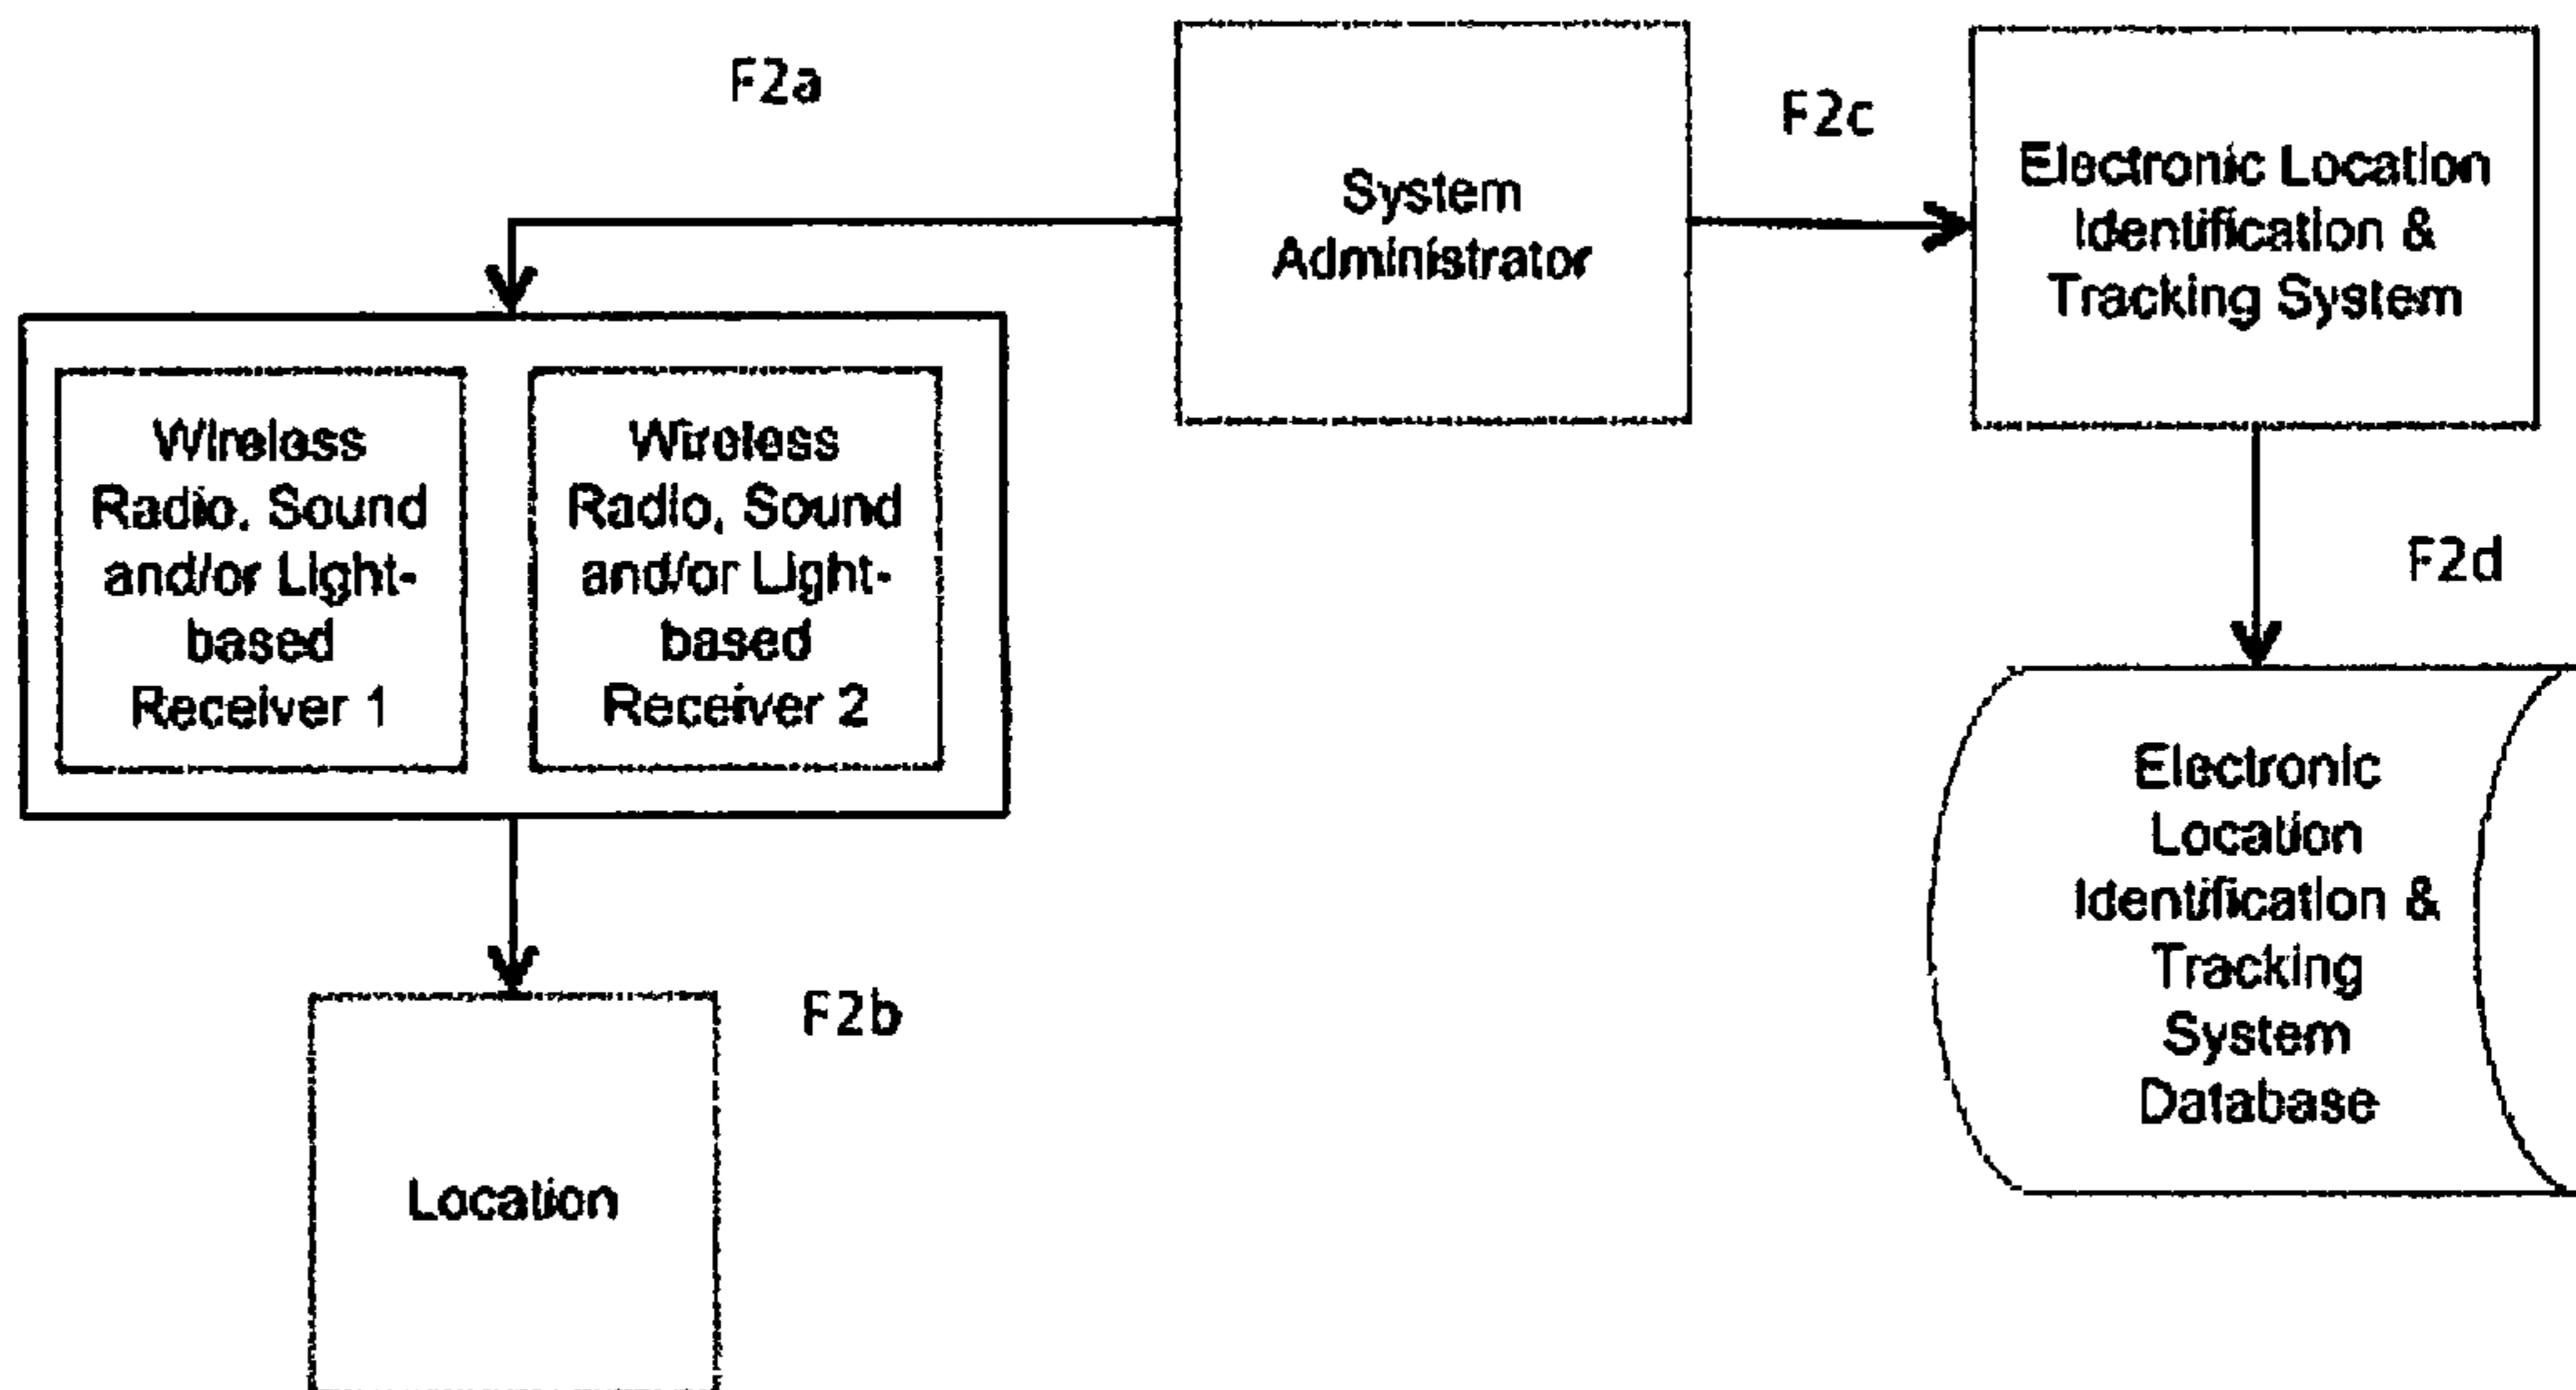 F2a
System
Administrator
F2c
Electronic Location
Identification &
Tracking System
Wireless
Radio, Sound
and/or Light-
based
Receiver 1
Wireless
Radio, Sound
and/or Light-
based
Receiver 2
F2d
Electronic
Location
Identification &
Tracking
System
Database
F2b
Location